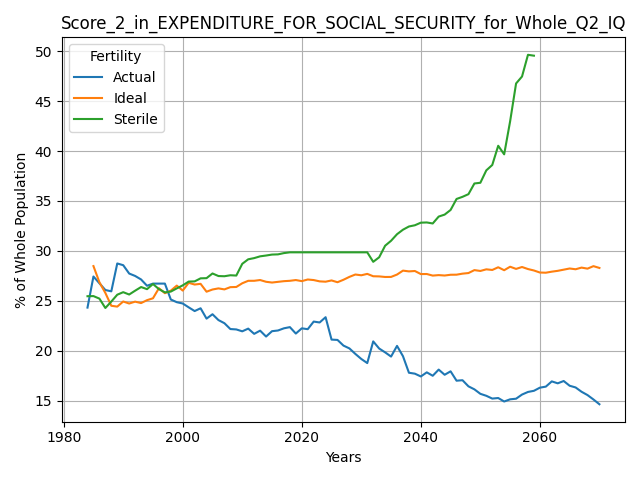 Score_2_in_EXPENDITURE_FOR_SOCIAL_SECURITY_for_Whole_Q2_IQ
Fertility
Actual
Ideal
Sterile
% of Whole Population
50
45
40
35
30
25
20
15
1980
2000
2020
2040
2060
Years